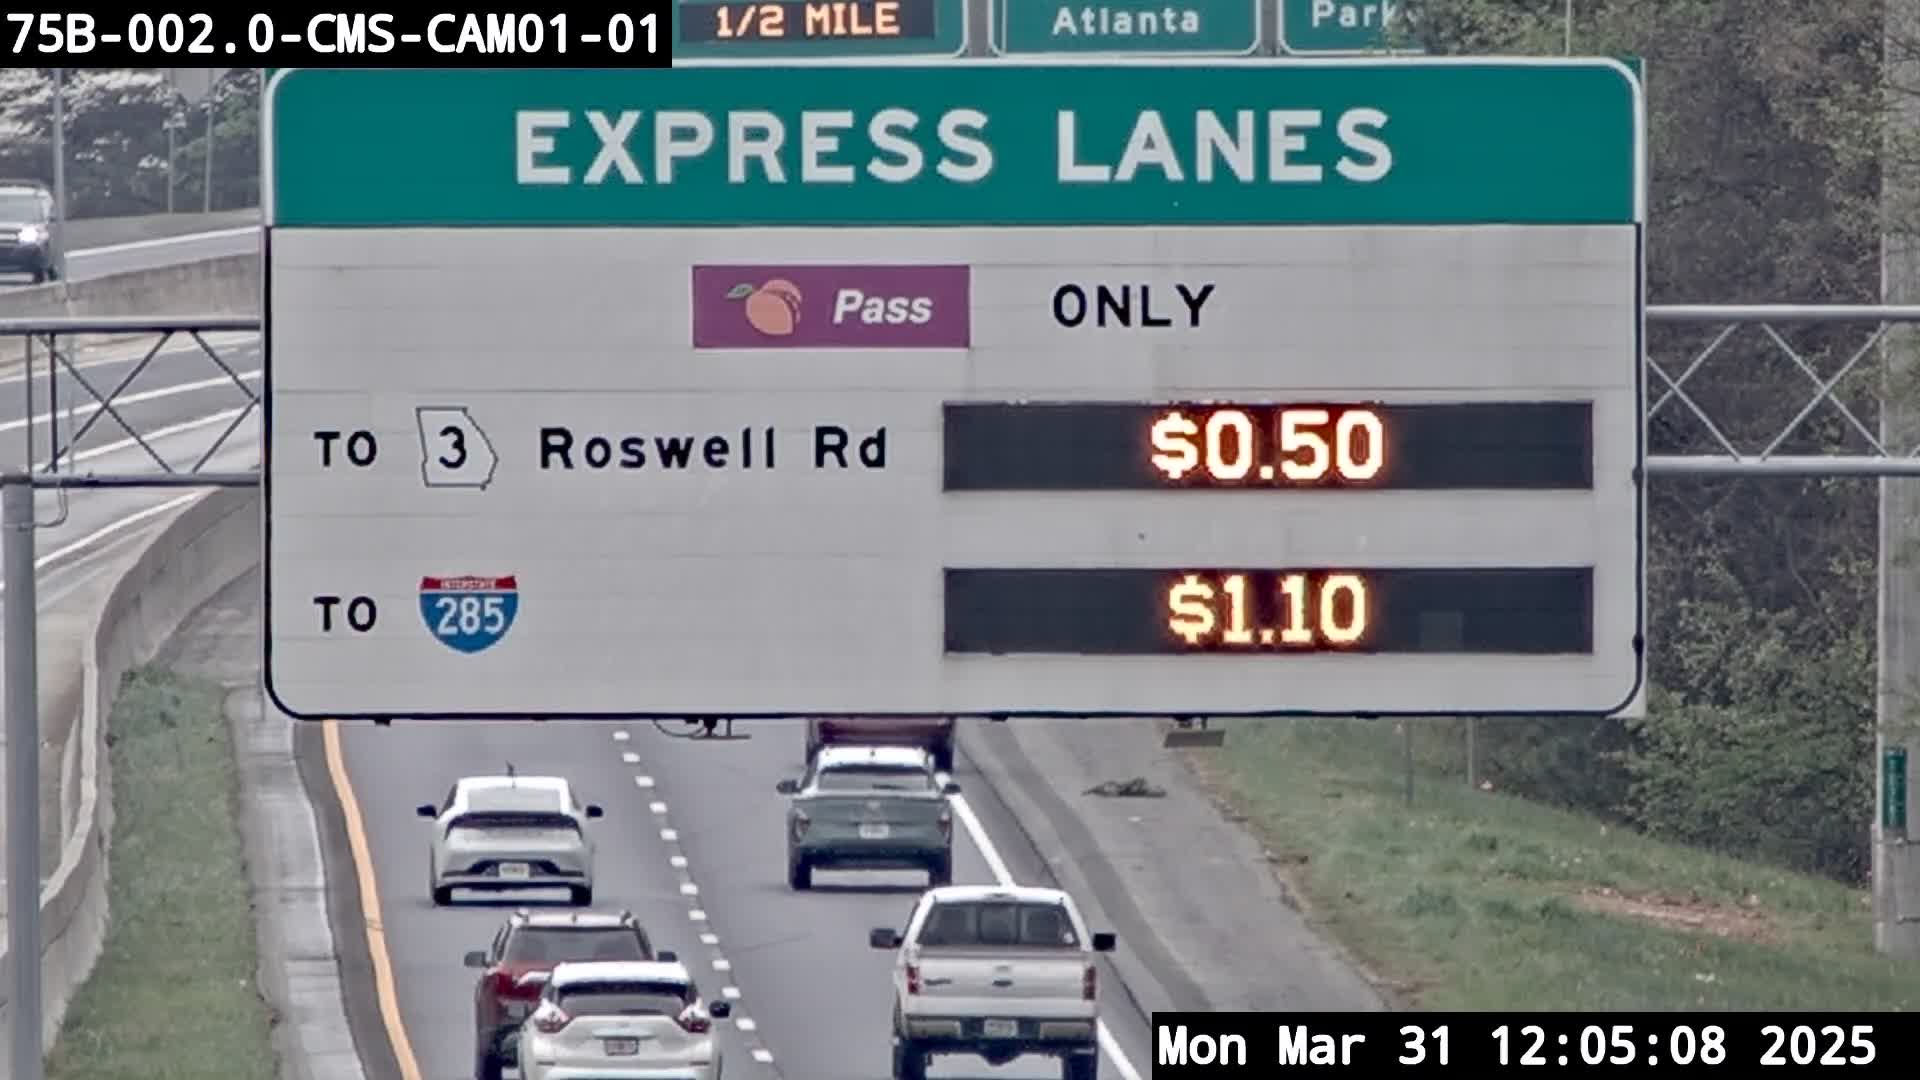 75B-002.0-CMS-CAM01-01
1/2 MILE
Atlanta
Park
EXPRESS LANES
Pass ONLY
TO 3 Roswell Rd $0.50
INTERSTATE
TO 285 $1.10
Mon Mar 31 12:05:08 2025